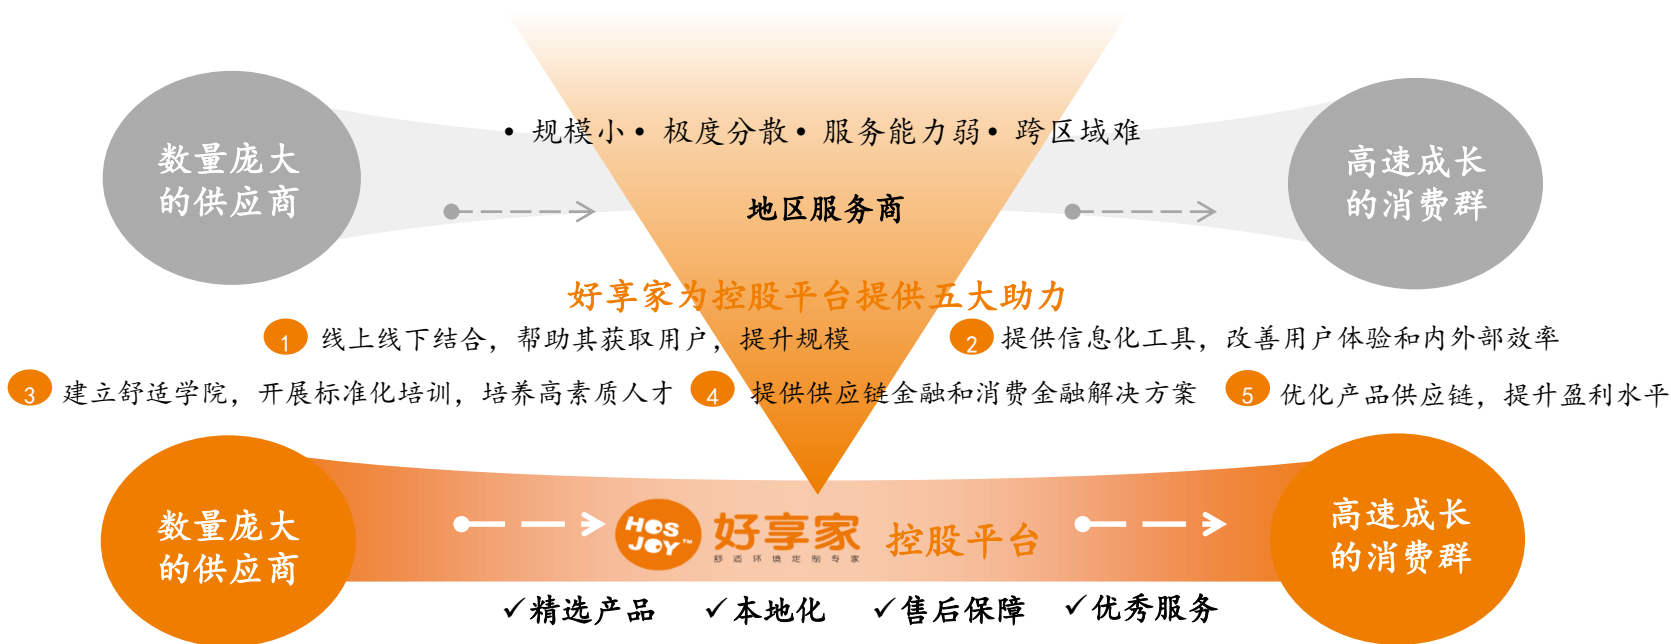 • 规模小 • 极度分散 • 服务能力弱 • 跨区域难
数量庞大
的供应商
地区服务商
高速成长
的消费群
好享家为控股平台提供五大助力
1 线上线下结合，帮助其获取用户，提升规模
2 提供信息化工具，改善用户体验和内外部效率
3 建立舒适学院，开展标准化培训，培养高素质人才
4 提供供应链金融和消费金融解决方案
5 优化产品供应链，提升盈利水平
数量庞大
的供应商
HOS
JOY™
好享家
舒适环境定制专家
控股平台
高速成长
的消费群
✓精选产品 ✓本地化 ✓售后保障 ✓优秀服务